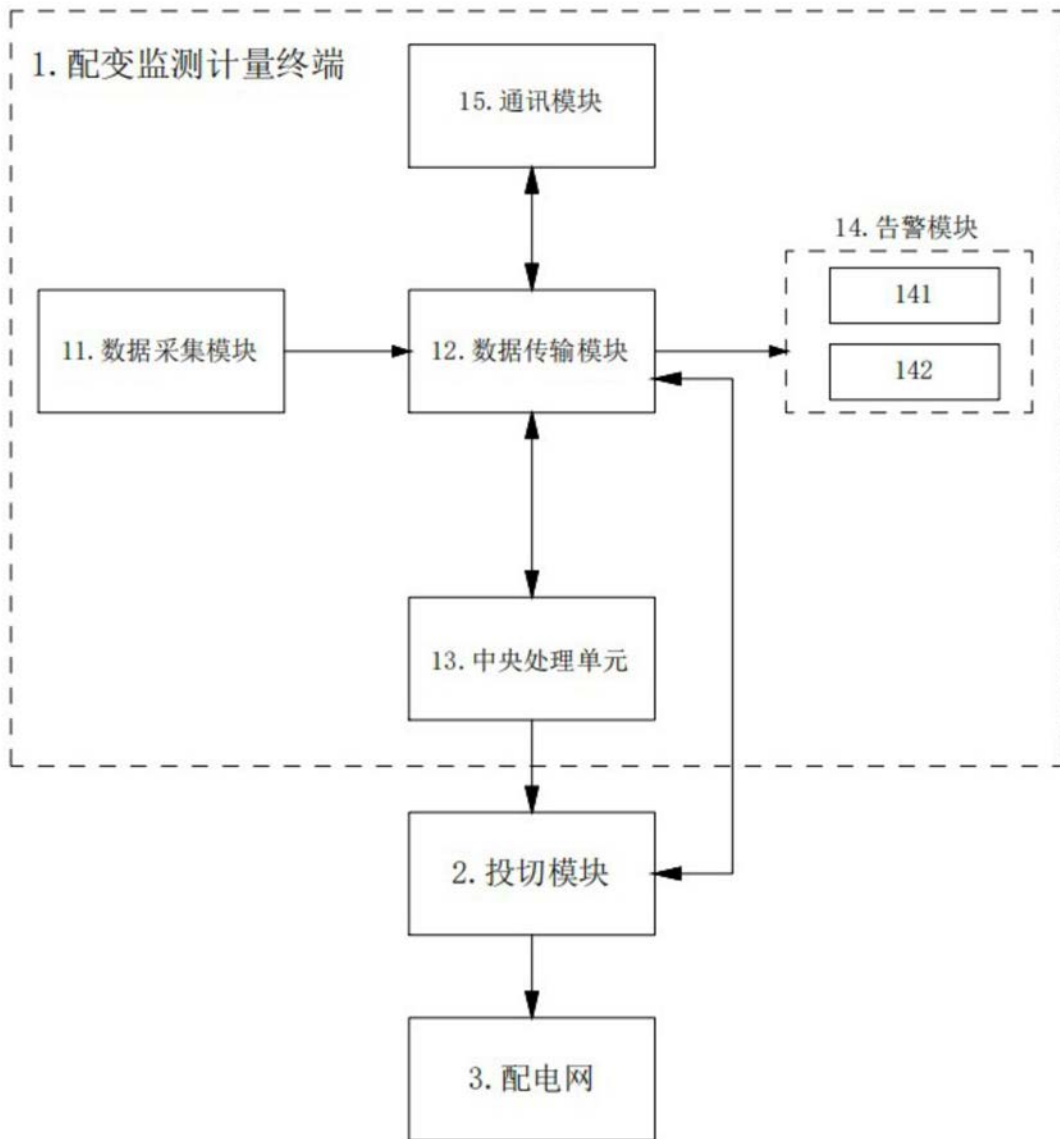 1.配变监测计量终端
15.通讯模块
14.告警模块
141
11.数据采集模块
12.数据传输模块
142
13.中央处理单元
2.投切模块
3.配电网